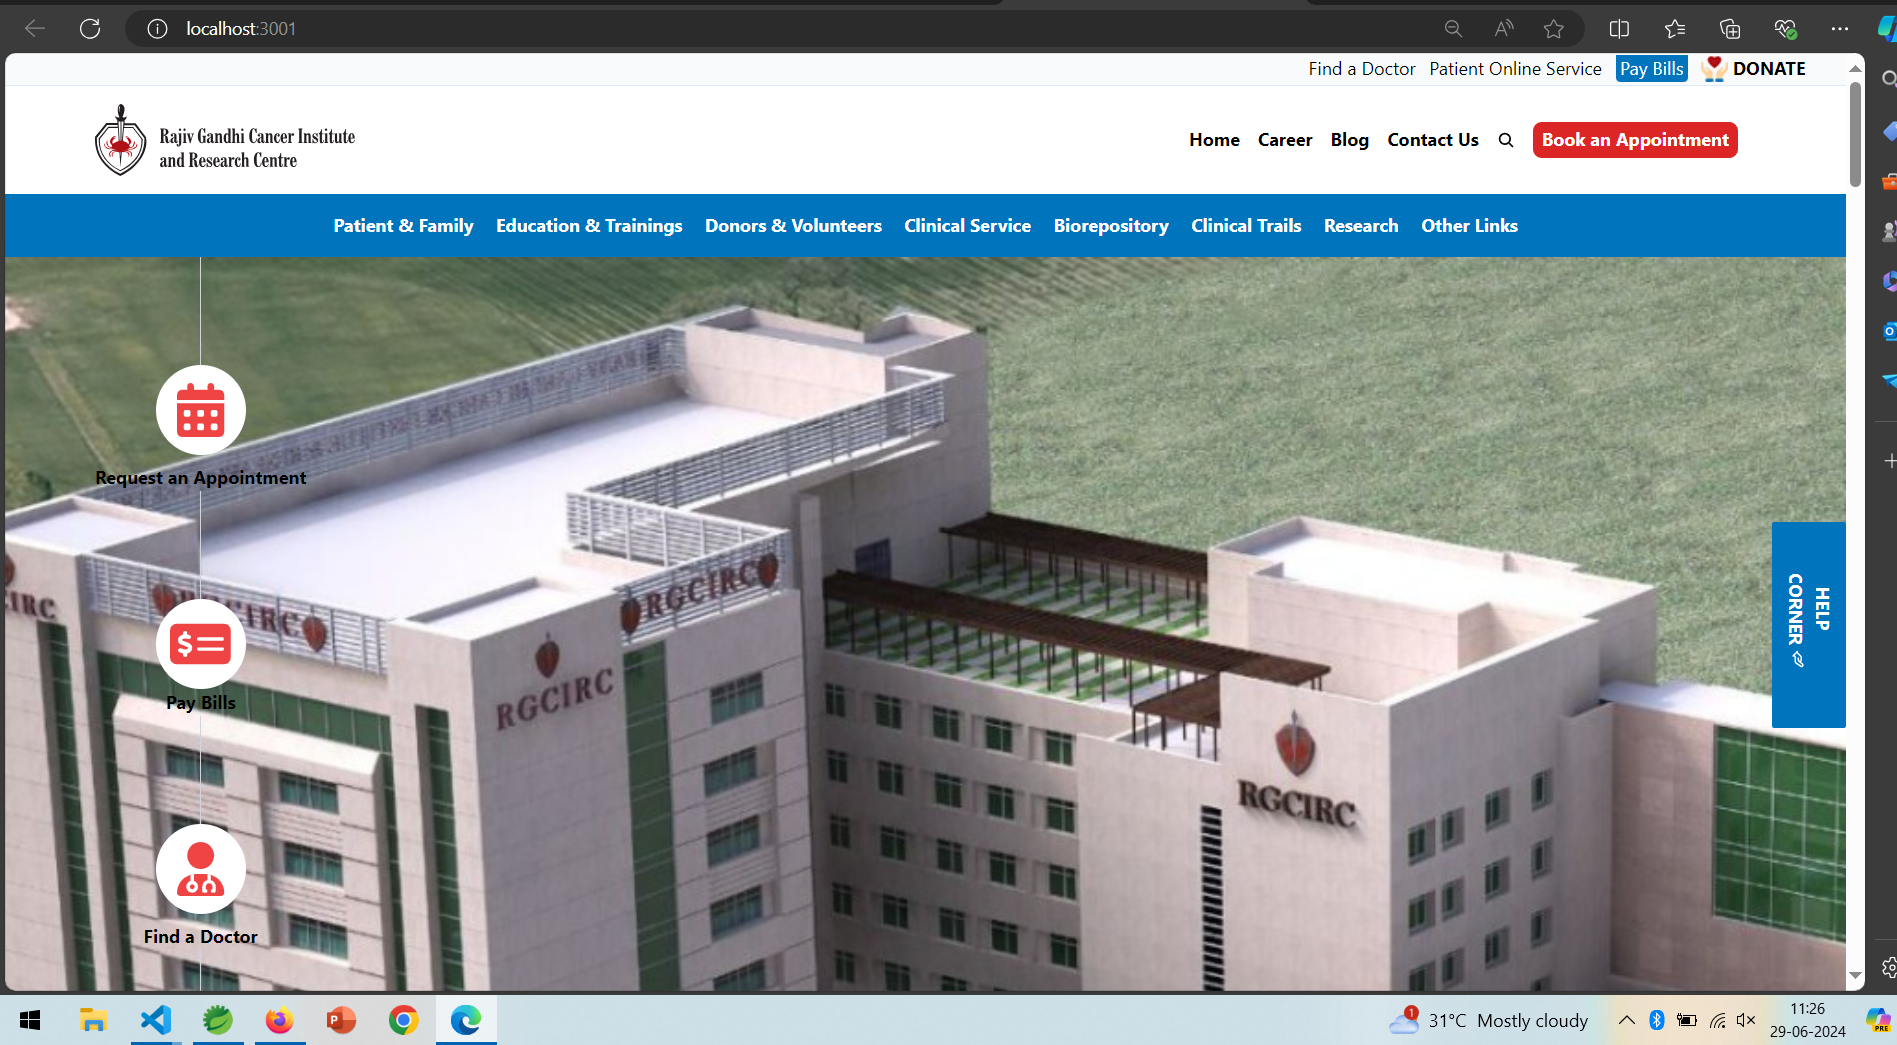 localhost:3001
Find a Doctor Patient Online Service Pay Bills DONATE
Rajiv Gandhi Cancer Institute
and Research Centre
Home Career Blog Contact Us Book an Appointment
Patient & Family Education & Trainings Donors & Volunteers Clinical Service Biorepository Clinical Trails Research Other Links
Request an Appointment
RGCIRC
RGCIRC
RGCIRC
Pay Bills
RGCIRC
Find a Doctor
HELP
CORNER
1
31°C Mostly cloudy
11:26
29-06-2024
PRE